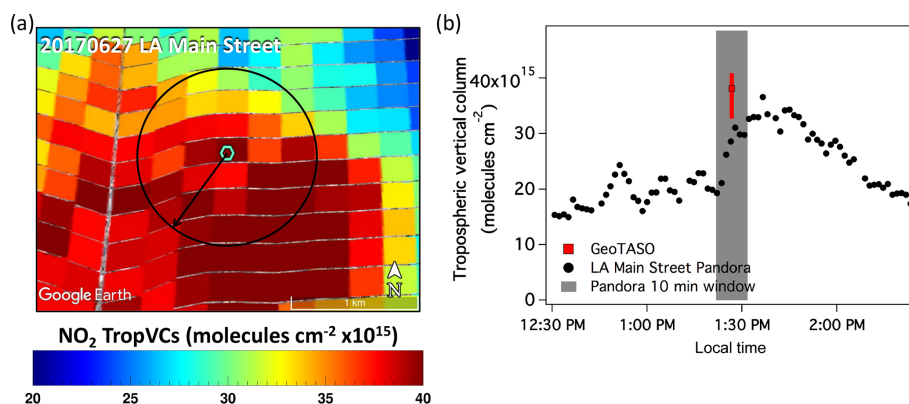 (a)
20170627 LA Main Street
Google Earth
N
1 km
NO₂ TropVCs (molecules cm⁻² x10¹⁵)
20 25 30 35 40
(b)
Tropospheric vertical column
(molecules cm⁻²)
40x10¹⁵
30
20
10
0
GeoTASO
LA Main Street Pandora
Pandora 10 min window
12:30 PM 1:00 PM 1:30 PM 2:00 PM
Local time